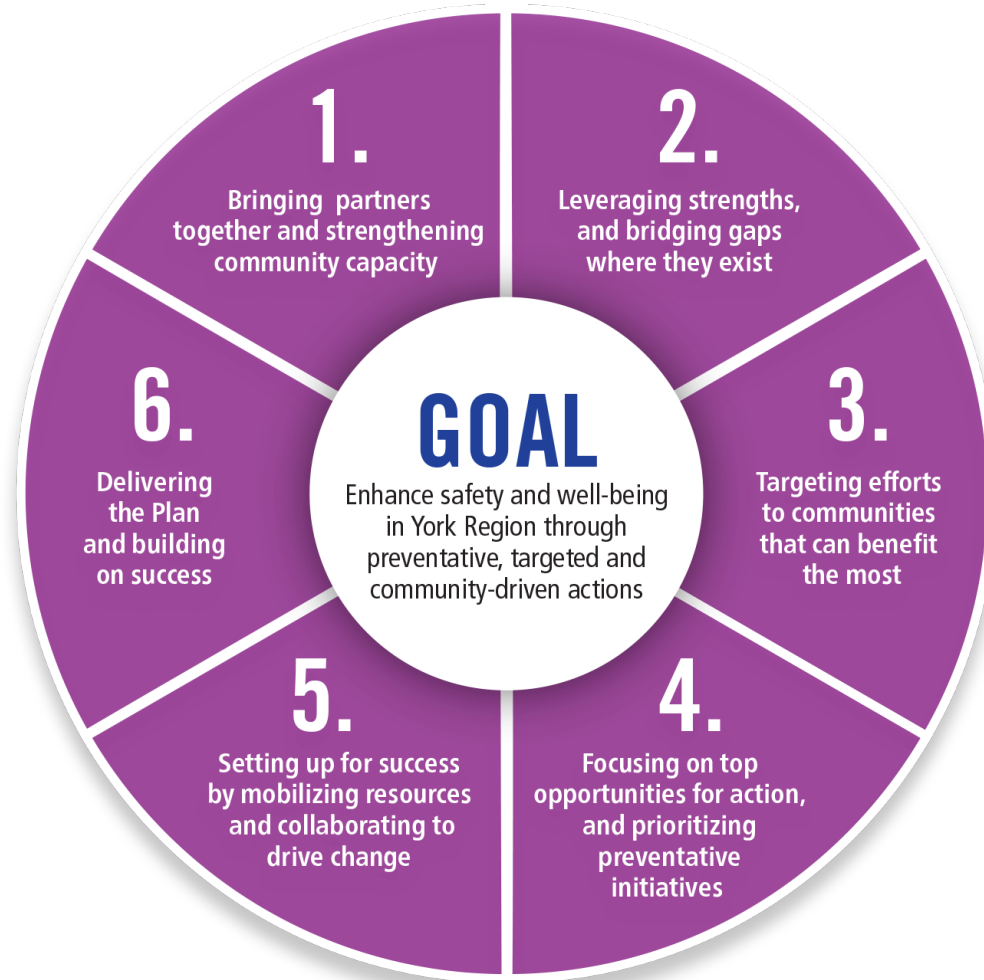 1.
Bringing partners
together and strengthening
community capacity
2.
Leveraging strengths,
and bridging gaps
where they exist
3.
Targeting efforts
to communities
that can benefit
the most
4.
Focusing on top
opportunities for action,
and prioritizing
preventative
initiatives
5.
Setting up for success
by mobilizing resources
and collaborating to
drive change
6.
Delivering
the Plan
and building
on success
GOAL
Enhance safety and well-being
in York Region through
preventative, targeted and
community-driven actions